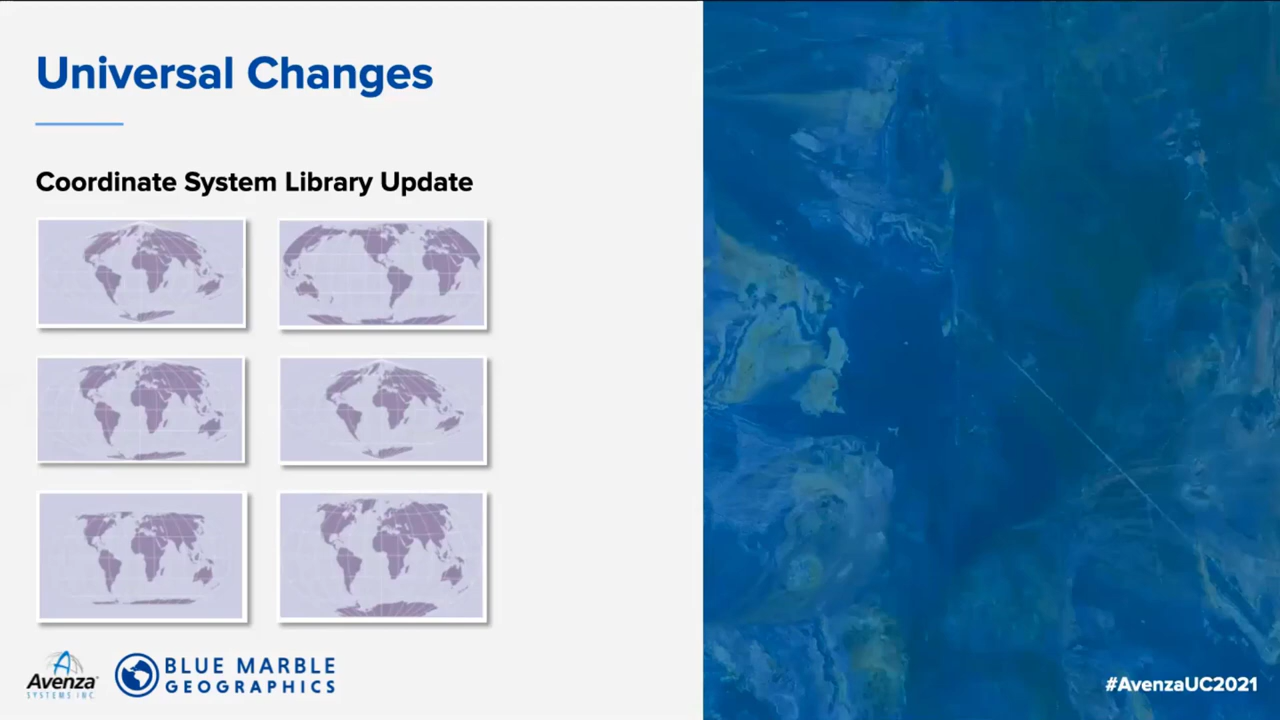 Universal Changes
Coordinate System Library Update
Avenza
SYSTEMS INC.
BLUE MARBLE
GEOGRAPHICS
#AvenzaUC2021